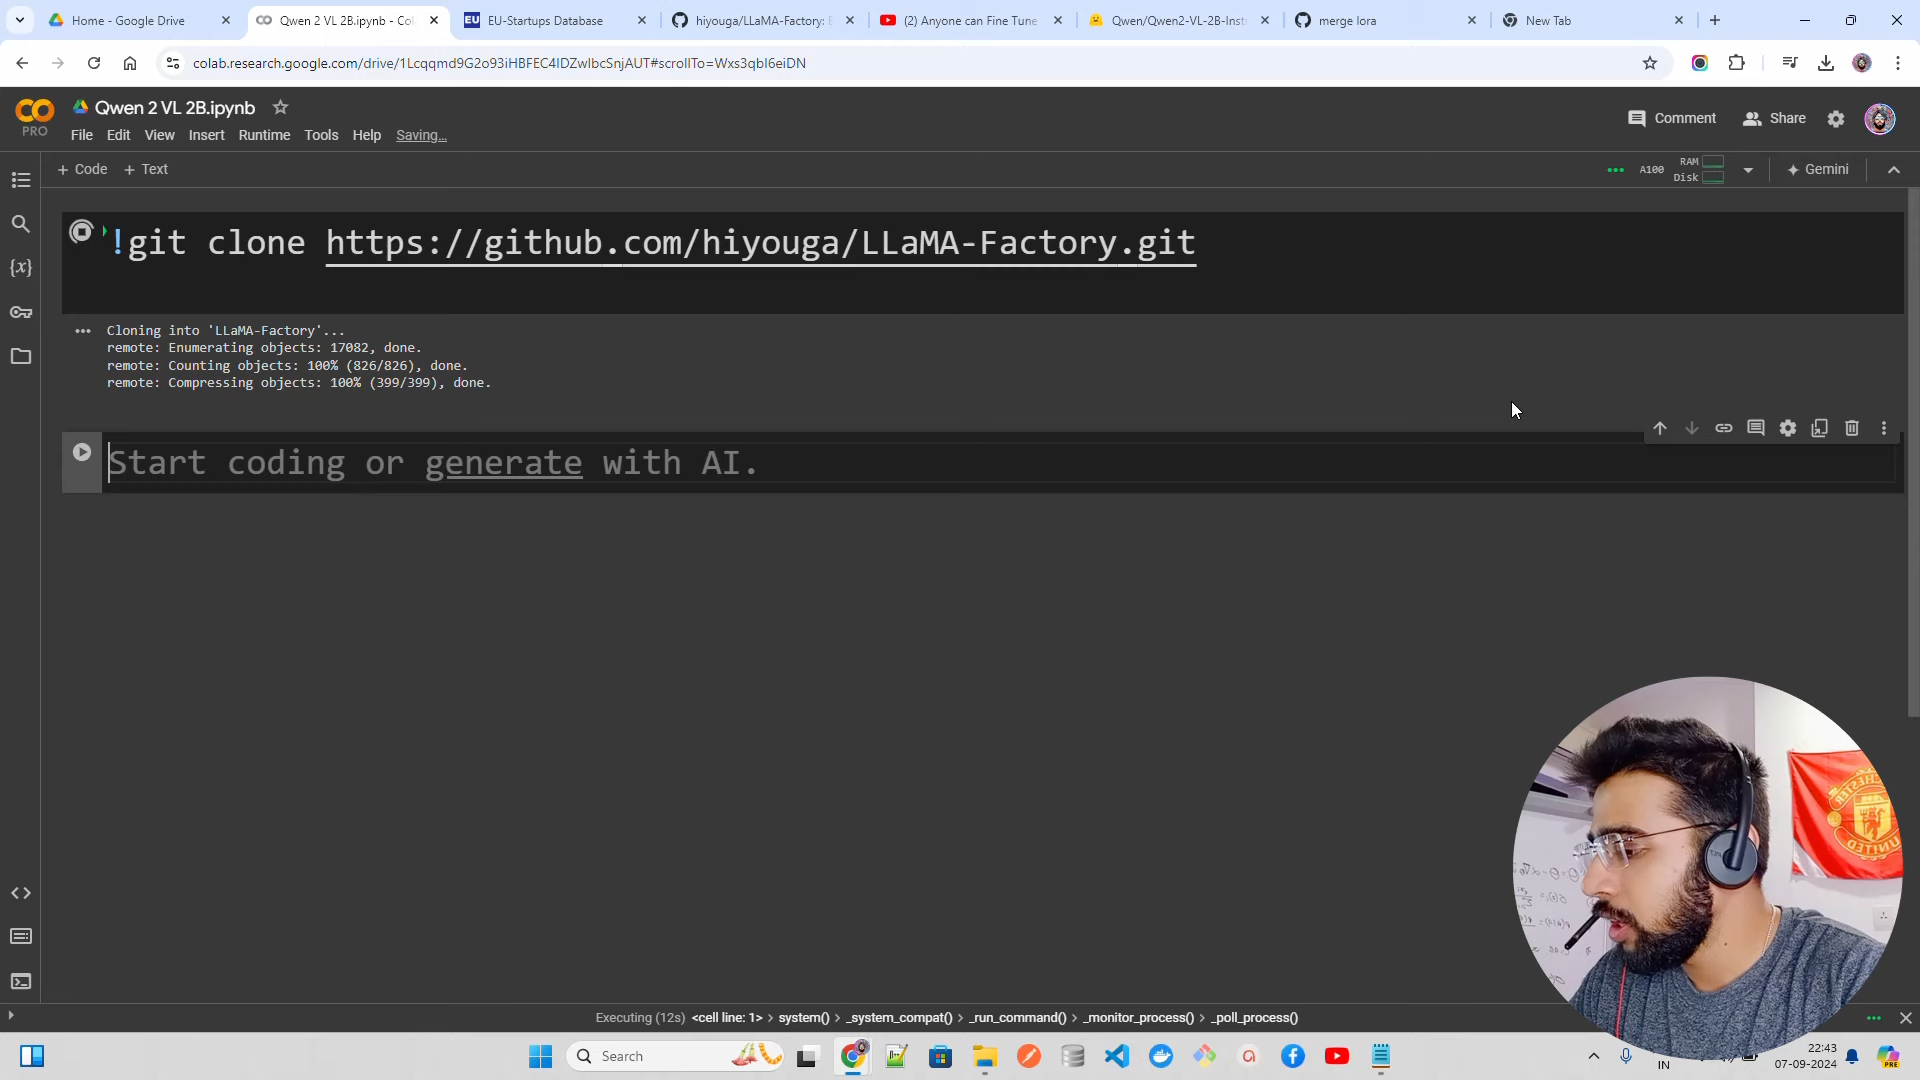 Home - Google Drive
Qwen 2 VL 2B.ipynb - Col
EU-Startups Database
hiyouga/LLaMA-Factory: E
(2) Anyone can Fine Tune
Qwen/Qwen2-VL-2B-Inst
merge lora
New Tab
colab.research.google.com/drive/1Lcqqmd9G2o93iHBFEC4IDZwIbcSnjAUT#scrollTo=Wxs3qbI6eiDN
PRO
Qwen 2 VL 2B.ipynb
File Edit View Insert Runtime Tools Help Saving...
Comment
Share
+ Code + Text
A100
RAM
Disk
Gemini
!git clone https://github.com/hiyouga/LLaMA-Factory.git
Cloning into 'LLaMA-Factory'...
remote: Enumerating objects: 17082, done.
remote: Counting objects: 100% (826/826), done.
remote: Compressing objects: 100% (399/399), done.
Start coding or generate with AI.
Executing (12s) <cell line: 1> > system() > _system_compat() > _run_command() > _monitor_process() > _poll_process()
Search
IN
22:43
07-09-2024
PRE
UNITED